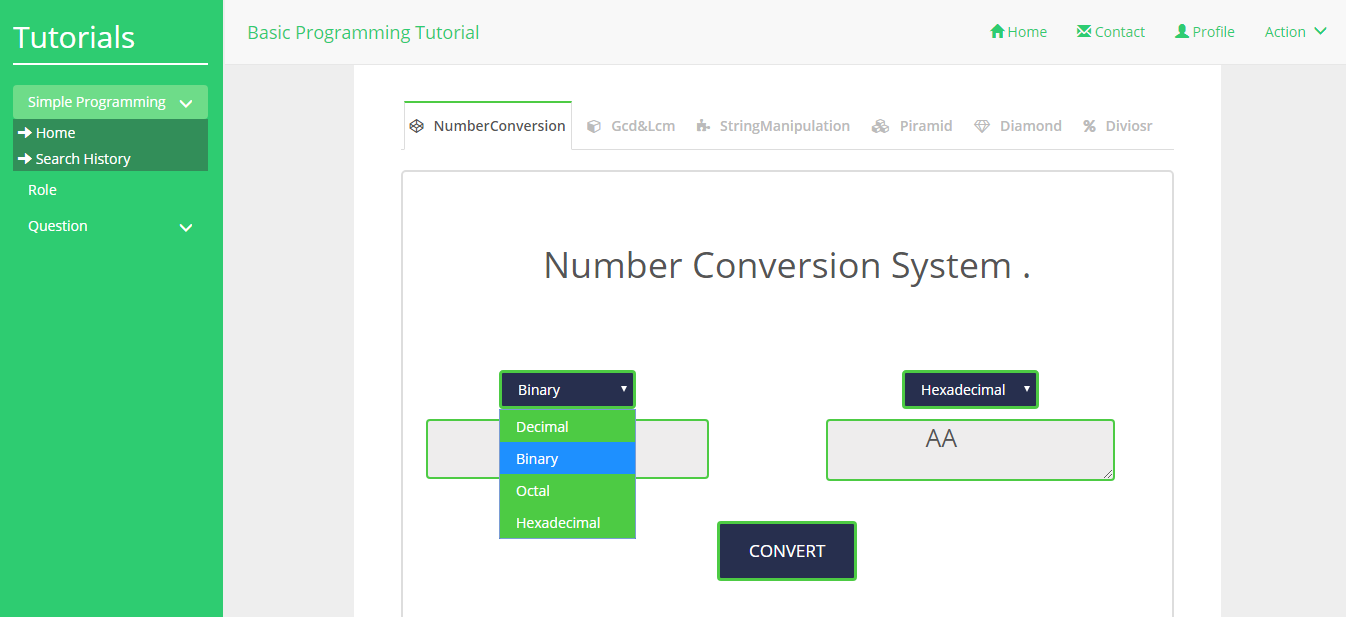 Tutorials
Simple Programming
Home
Search History
Role
Question
Basic Programming Tutorial
Home Contact Profile Action
NumberConversion Gcd&Lcm StringManipulation Piramid Diamond Diviosr
Number Conversion System .
Binary Hexadecimal
AA
Decimal
Binary
Octal
Hexadecimal
CONVERT